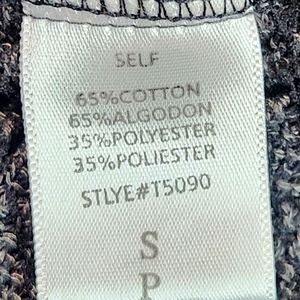 SELF
65%COTTON
65%ALGODON
35%POLYESTER
35%POLIESTER
STLYE#T5090
S
P